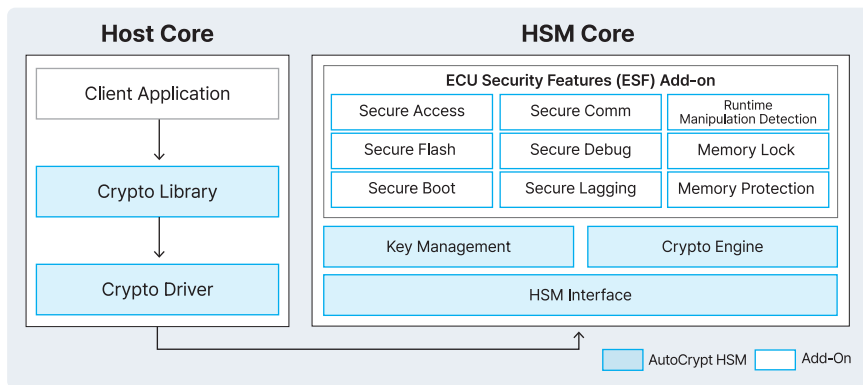 Host Core
HSM Core
Client Application
Crypto Library
Crypto Driver
ECU Security Features (ESF) Add-on
Secure Access
Secure Comm
Runtime
Manipulation Detection
Secure Flash
Secure Debug
Memory Lock
Secure Boot
Secure Lagging
Memory Protection
Key Management
Crypto Engine
HSM Interface
AutoCrypt HSM
Add-On